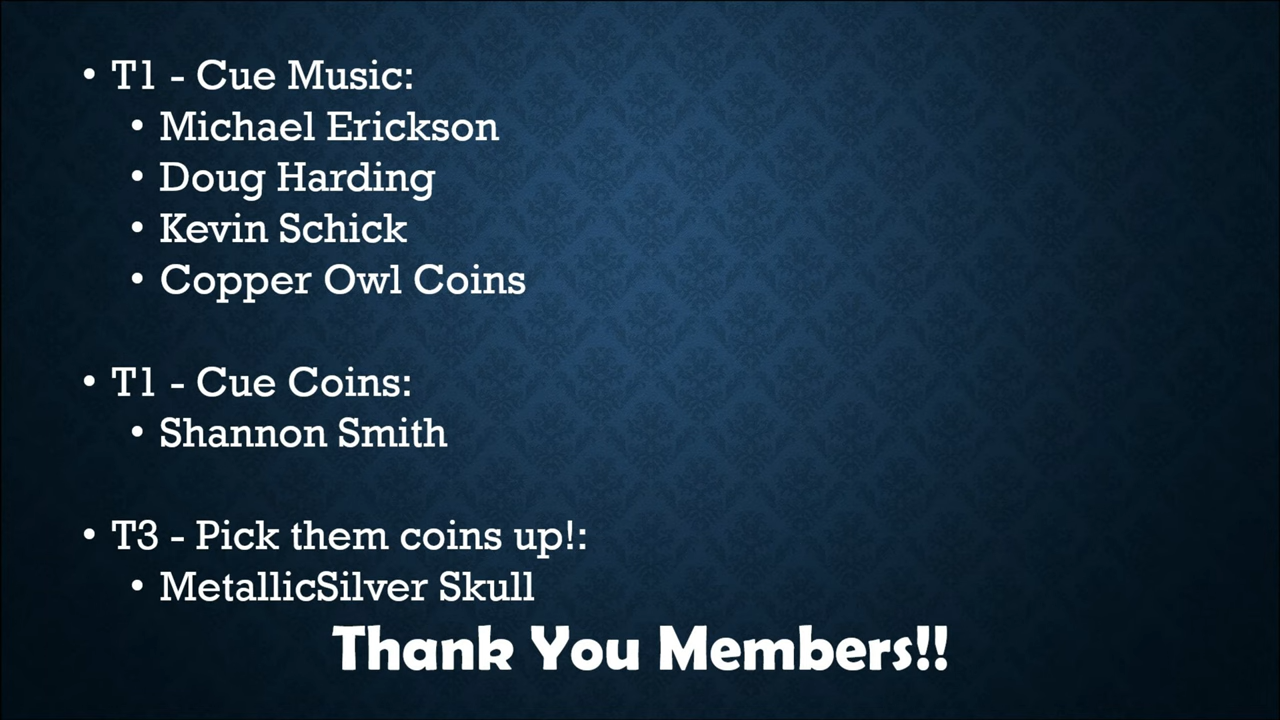 • T1 - Cue Music:
• Michael Erickson
• Doug Harding
• Kevin Schick
• Copper Owl Coins
• T1 - Cue Coins:
• Shannon Smith
• T3 - Pick them coins up!:
• MetallicSilver Skull
Thank You Members!!